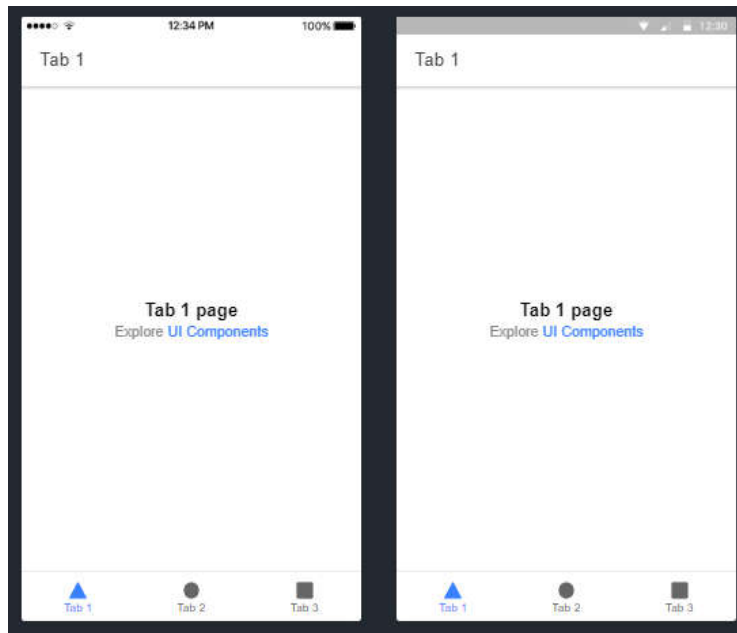 12:34 PM 100%
Tab 1
Tab 1 page
Explore UI Components
Tab 1 Tab 2 Tab 3
12:30
Tab 1
Tab 1 page
Explore UI Components
Tab 1 Tab 2 Tab 3